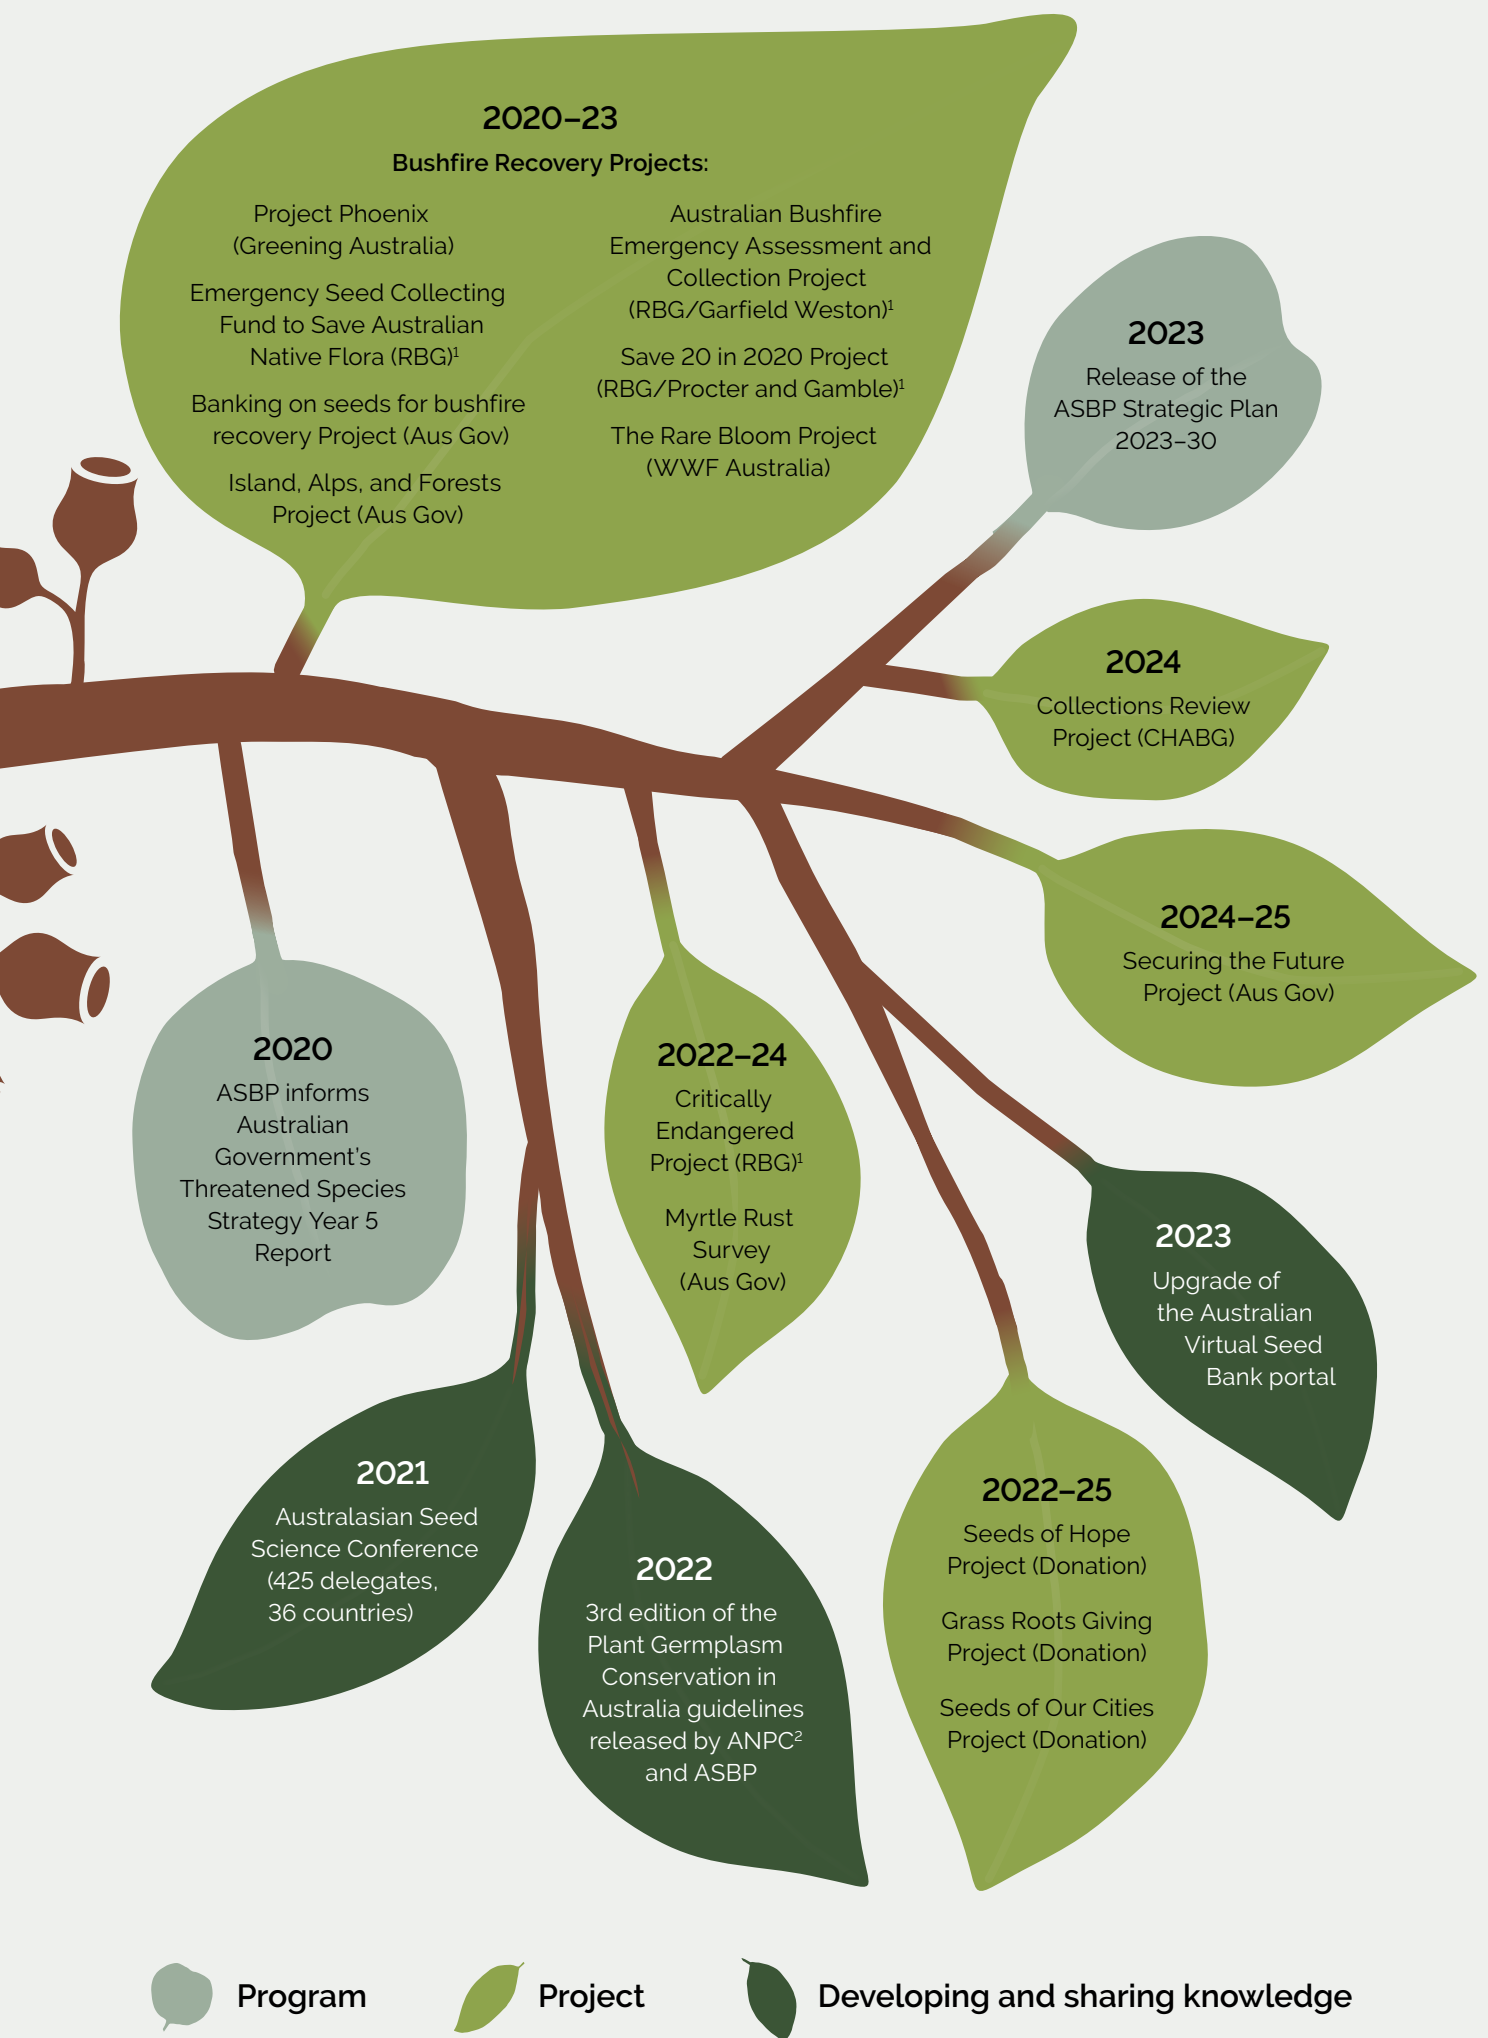 2020–23
Bushfire Recovery Projects:
Project Phoenix
(Greening Australia)
Emergency Seed Collecting
Fund to Save Australian
Native Flora (RBG)¹
Banking on seeds for bushfire
recovery Project (Aus Gov)
Island, Alps, and Forests
Project (Aus Gov)
Australian Bushfire
Emergency Assessment and
Collection Project
(RBG/Garfield Weston)¹
Save 20 in 2020 Project
(RBG/Procter and Gamble)¹
The Rare Bloom Project
(WWF Australia)
2023
Release of the
ASBP Strategic Plan
2023–30
2024
Collections Review
Project (CHABG)
2024–25
Securing the Future
Project (Aus Gov)
2020
ASBP informs
Australian
Government's
Threatened Species
Strategy Year 5
Report
2022–24
Critically
Endangered
Project (RBG)¹
Myrtle Rust
Survey
(Aus Gov)
2023
Upgrade of
the Australian
Virtual Seed
Bank portal
2021
Australasian Seed
Science Conference
(425 delegates,
36 countries)
2022
3rd edition of the
Plant Germplasm
Conservation in
Australia guidelines
released by ANPC²
and ASBP
2022–25
Seeds of Hope
Project (Donation)
Grass Roots Giving
Project (Donation)
Seeds of Our Cities
Project (Donation)
Program
Project
Developing and sharing knowledge